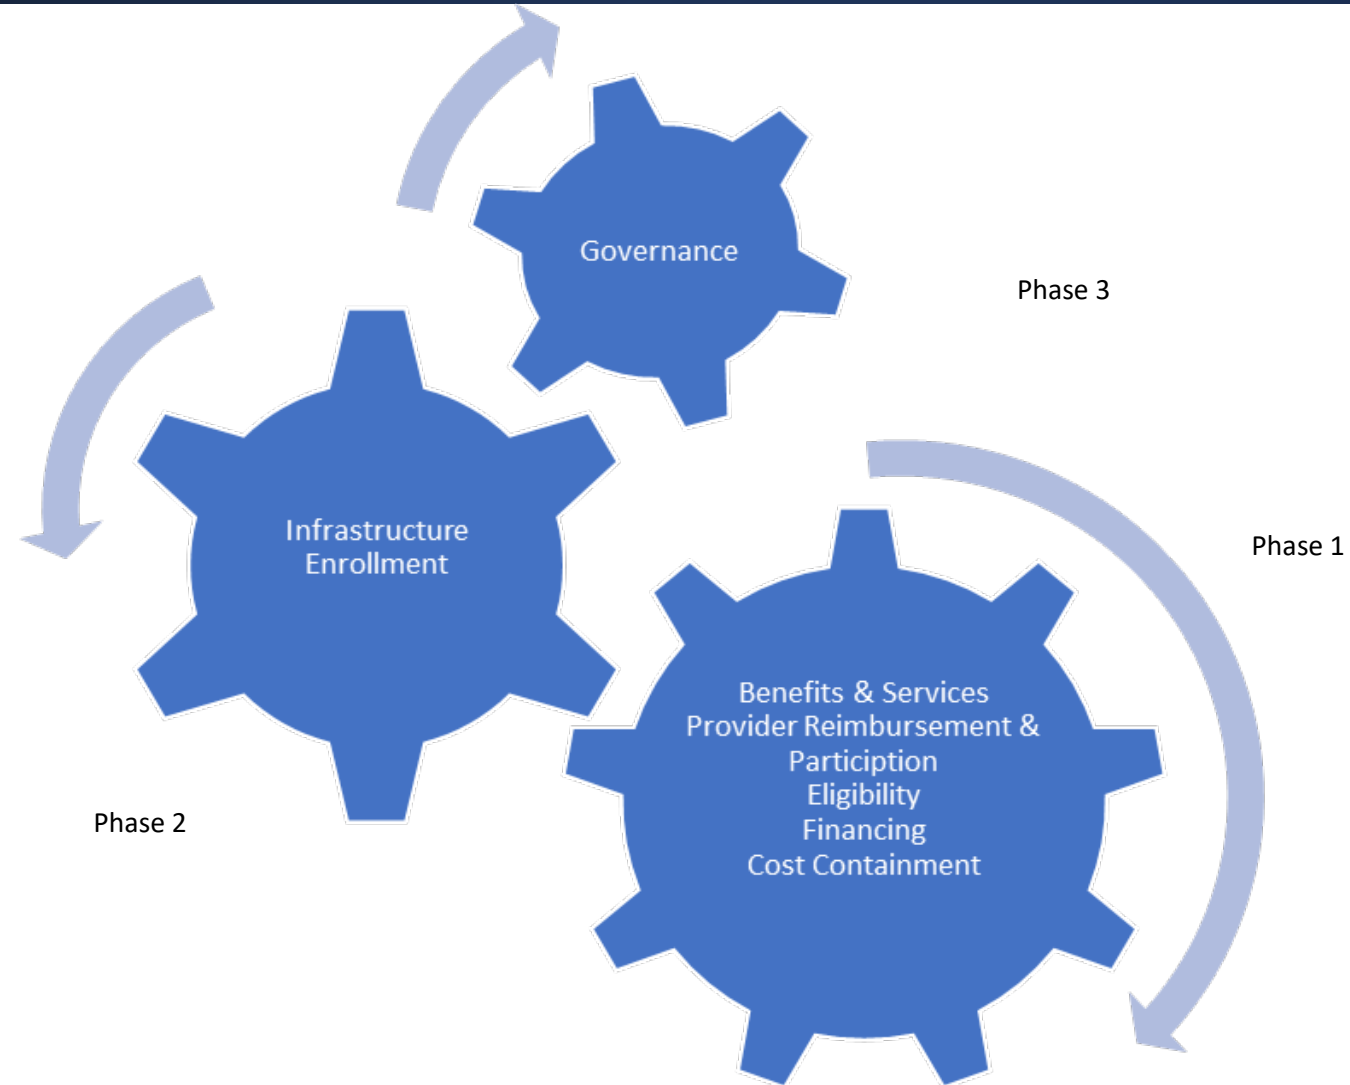 Governance
Phase 3
Infrastructure
Enrollment
Phase 1
Benefits & Services
Provider Reimbursement &
Particiption
Eligibility
Financing
Cost Containment
Phase 2